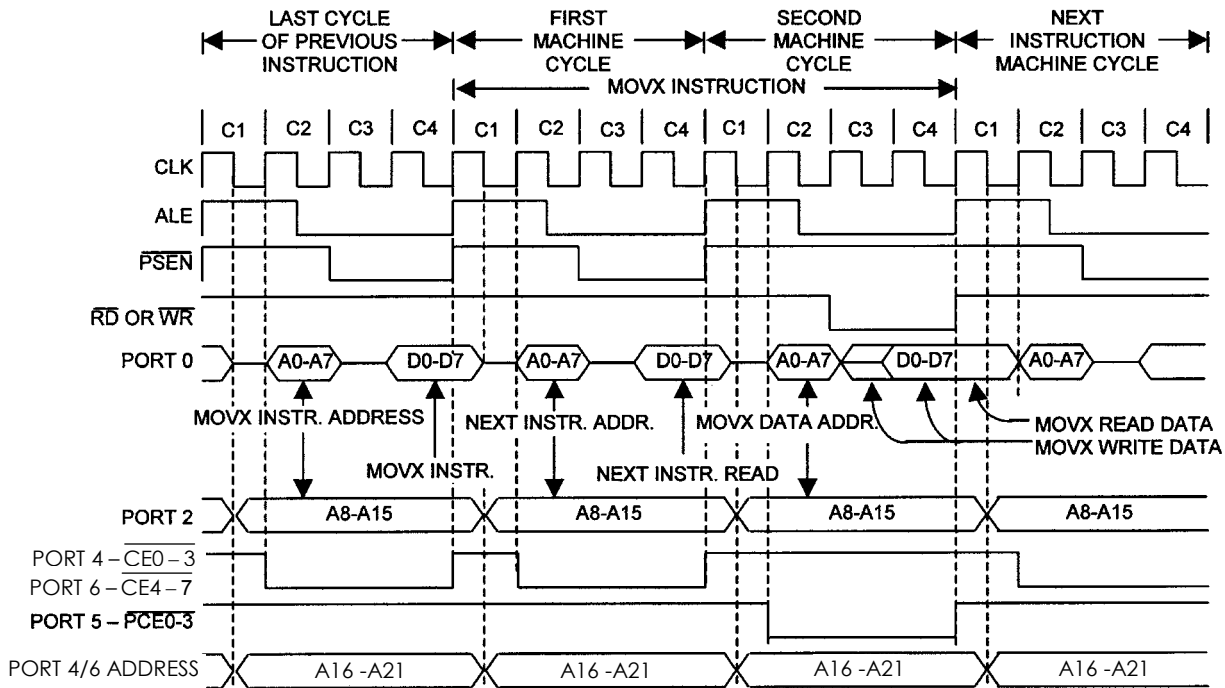 LAST CYCLE OF PREVIOUS INSTRUCTION
FIRST MACHINE CYCLE
SECOND MACHINE CYCLE
NEXT INSTRUCTION MACHINE CYCLE
MOVX INSTRUCTION
C1 C2 C3 C4 C1 C2 C3 C4 C1 C2 C3 C4 C1 C2 C3 C4
CLK
ALE
PSEN
RD OR WR
PORT 0 A0-A7 D0-D7 A0-A7 D0-D7 A0-A7 D0-D7 A0-A7
MOVX INSTR. ADDRESS NEXT INSTR. ADDR. MOVX DATA ADDR. MOVX READ DATA
MOVX WRITE DATA
MOVX INSTR. NEXT INSTR. READ
PORT 2 A8-A15 A8-A15 A8-A15 A8-A15
PORT 4 – CE0 – 3
PORT 6 – CE4 – 7
PORT 5 - PCE0-3
PORT 4/6 ADDRESS A16 -A21 A16 -A21 A16 -A21 A16 -A21